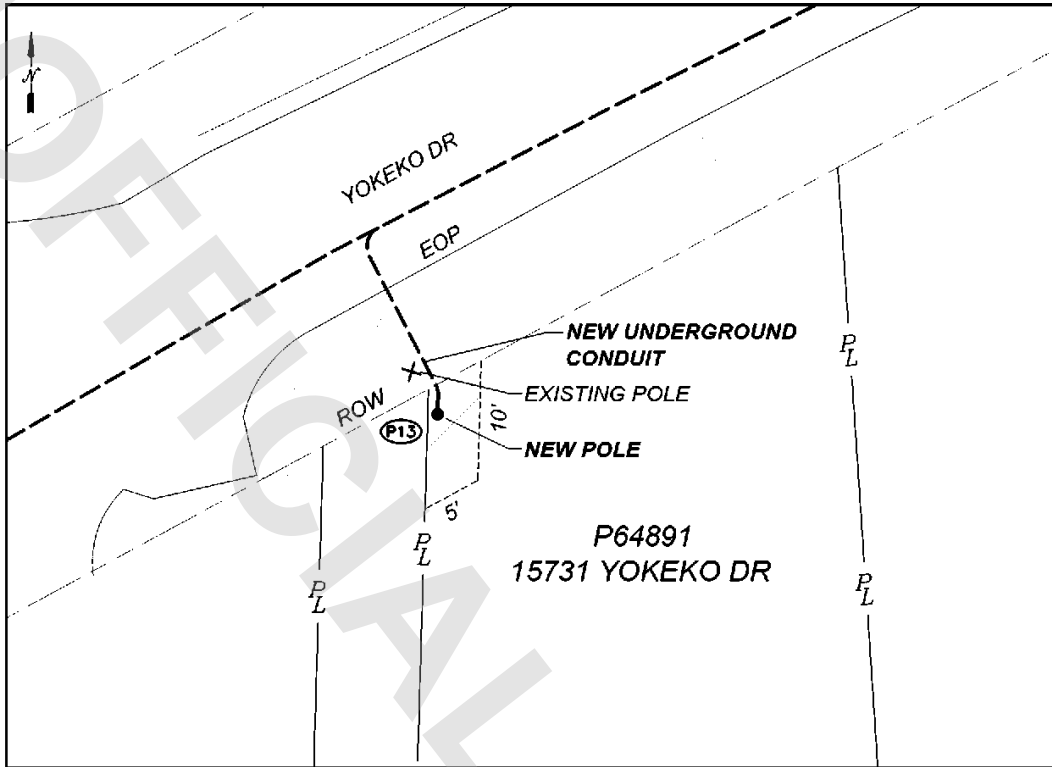 N
YOKEKO DR
EOP
NEW UNDERGROUND
CONDUIT
EXISTING POLE
ROW
P13
10'
NEW POLE
5'
PL
PL
PL
PL
P64891
15731 YOKEKO DR
OFFICIAL